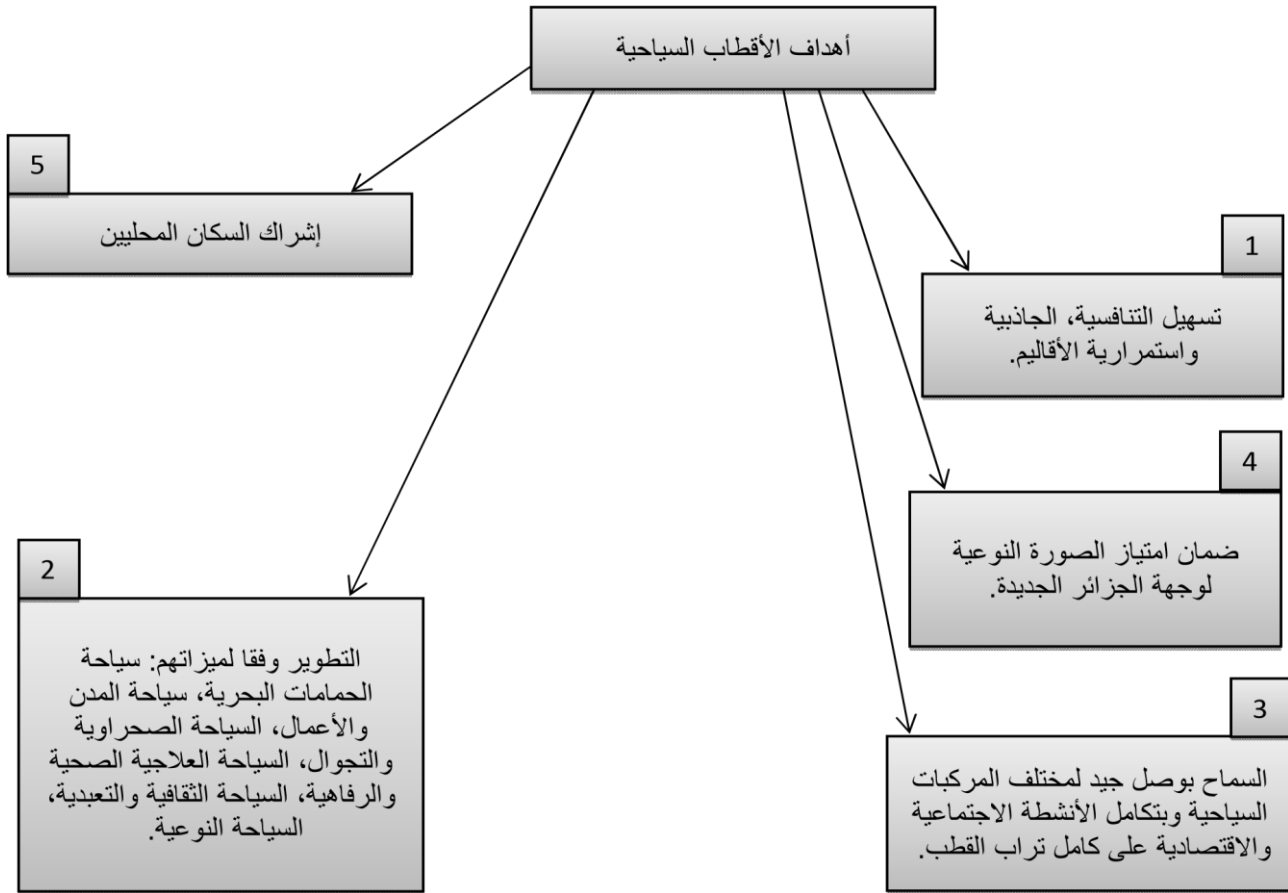 أهداف الأقطاب السياحية
5
إشراك السكان المحليين
1
تسهيل التنافسية، الجاذبية
واستمرارية الأقاليم.
4
ضمان امتياز الصورة النوعية
لوجهة الجزائر الجديدة.
2
التطوير وفقا لميزاتهم: سياحة
الحمامات البحرية، سياحة المدن
والأعمال، السياحة الصحراوية
والتجوال، السياحة العلاجية الصحية
والرفاهية، السياحة الثقافية والتعبدية،
السياحة النوعية.
3
السماح بوصل جيد لمختلف المركبات
السياحية وبتكامل الأنشطة الاجتماعية
والاقتصادية على كامل تراب القطب.